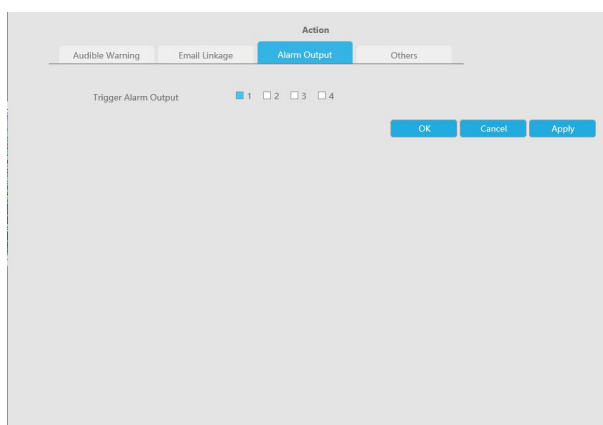 Action
Audible Warning Email Linkage Alarm Output Others
Trigger Alarm Output 1 2 3 4
OK Cancel Apply